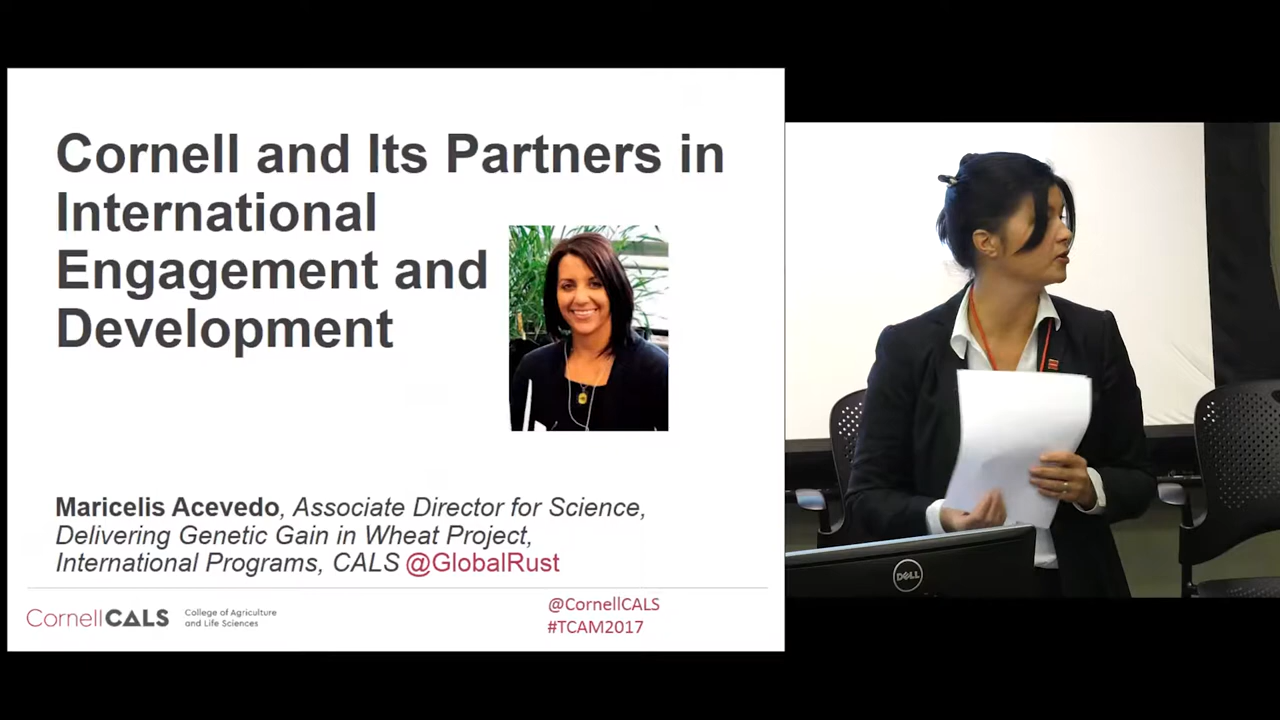 Cornell and Its Partners in
International
Engagement and
Development
Maricelis Acevedo, Associate Director for Science,
Delivering Genetic Gain in Wheat Project,
International Programs, CALS @GlobalRust
CornellCALS College of Agriculture
and Life Sciences
@CornellCALS
#TCAM2017
DELL